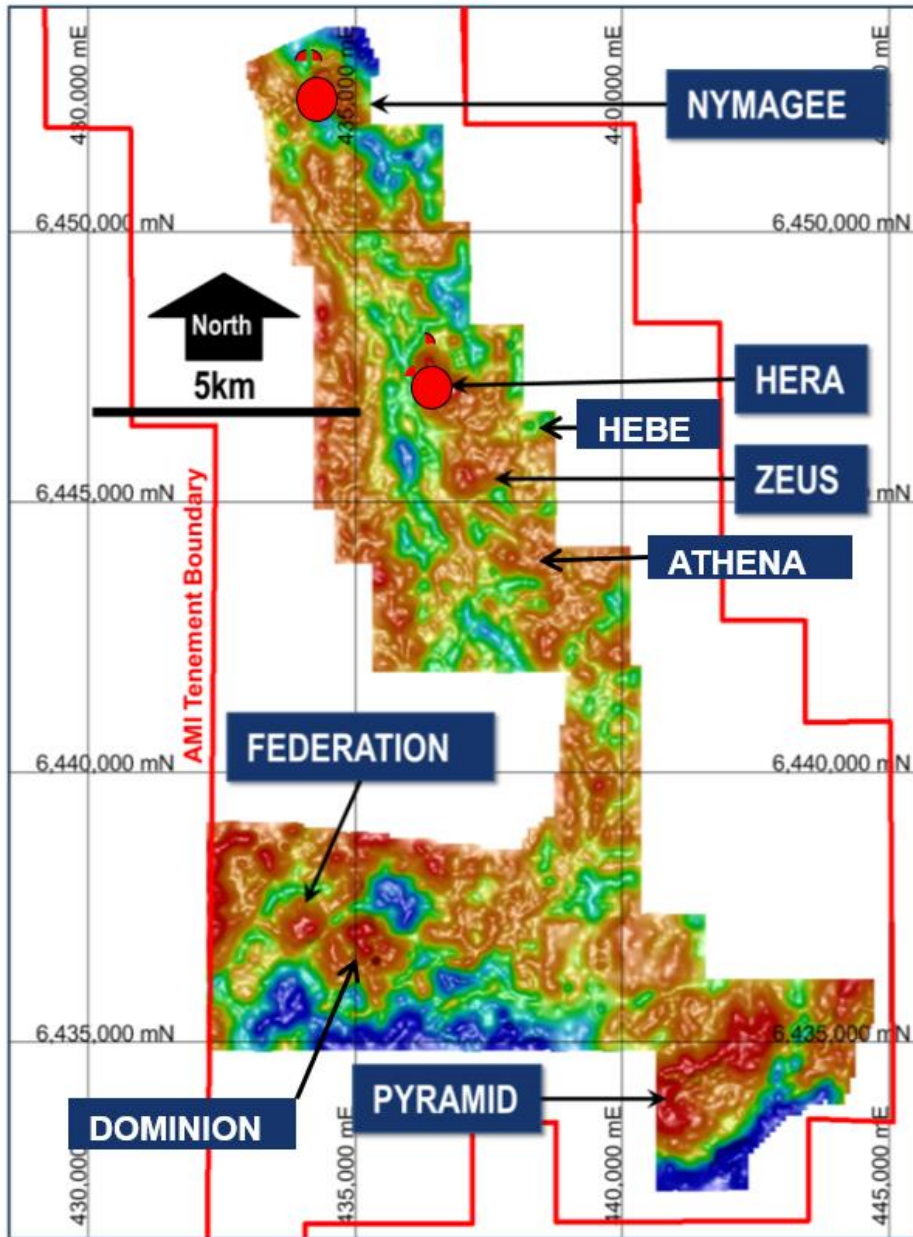 430,000 mE
435,000 mE
440,000 mE
NYMAGEE
6,450,000 mN
6,450,000 mN
North
5km
HERA
HEBE
ZEUS
6,445,000 mN
ATHENA
AMI Tenement Boundary
FEDERATION
6,440,000 mN
6,440,000 mN
6,435,000 mN
6,435,000 mN
PYRAMID
DOMINION
430,000 mE
435,000 mE
440,000 mE
445,000 mE